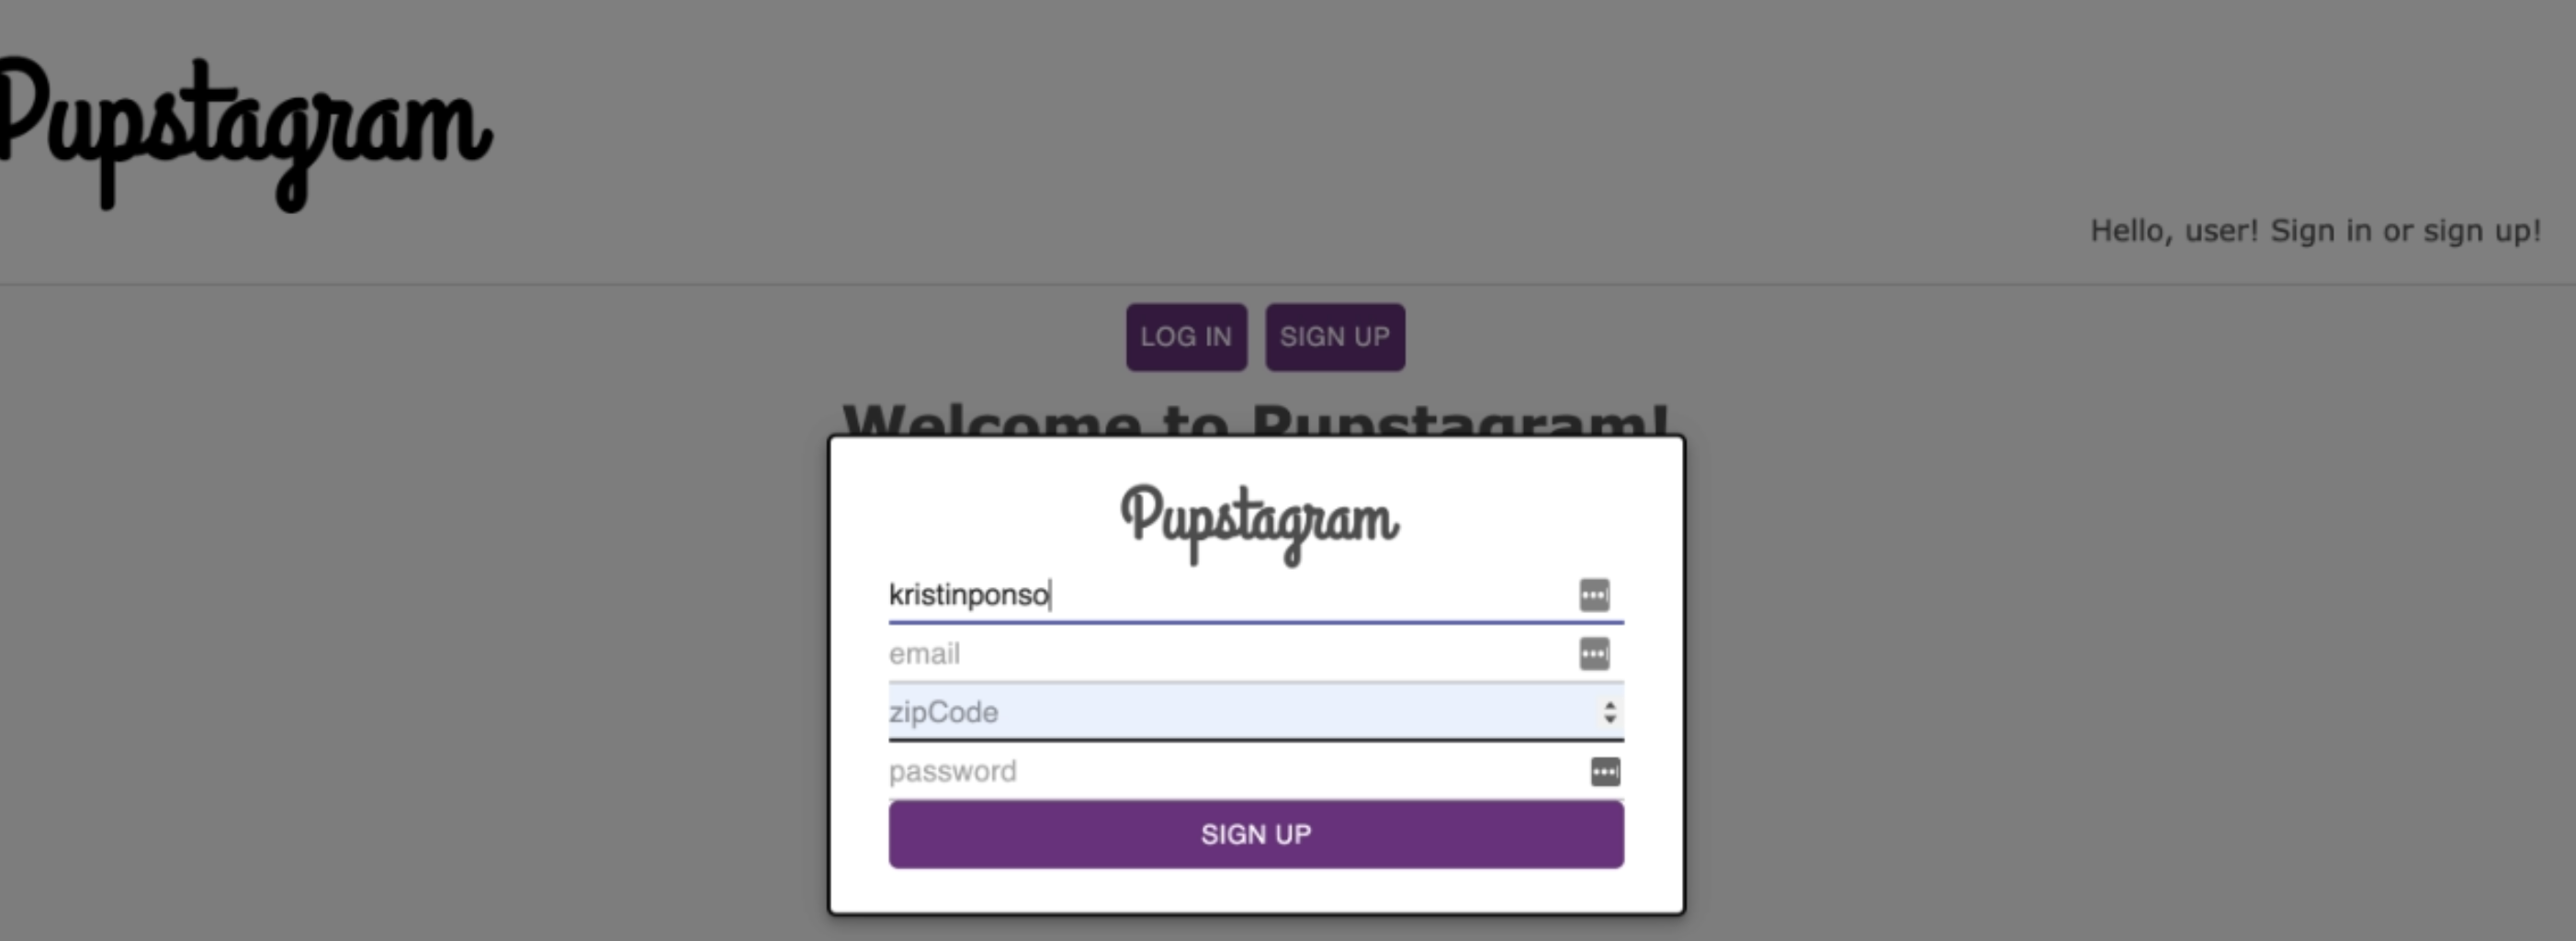 Pupstagram
Hello, user! Sign in or sign up!
LOG IN SIGN UP
Welcome to Pupstagram!
Pupstagram
kristinponso
email
zipCode
password
SIGN UP